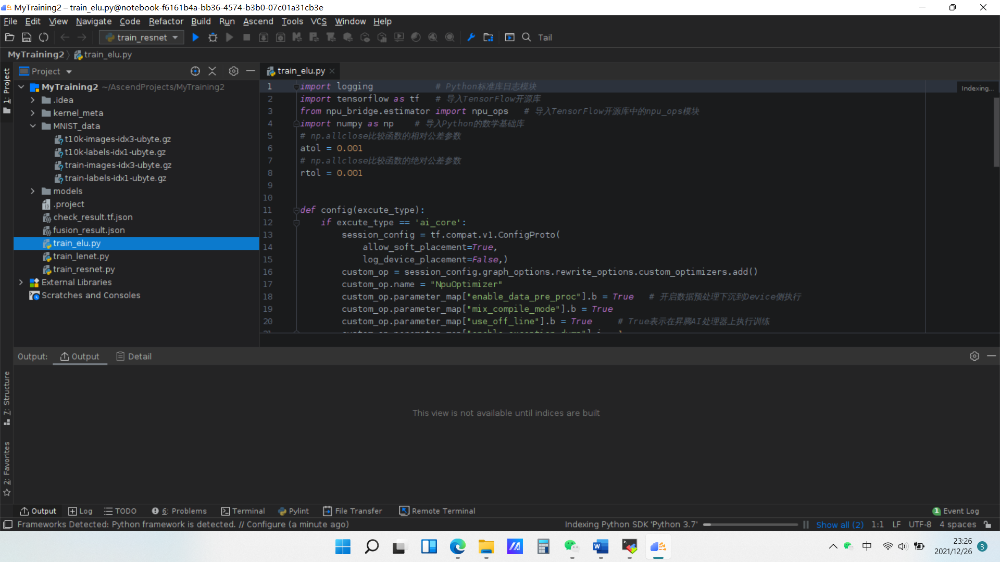 MyTraining2 – train_elu.py@notebook-f6161b4a-bb36-4574-b3b0-07c01a31cb3e
File Edit View Navigate Code Refactor Build Run Ascend Tools VCS Window Help
train_resnet
Tail
MyTraining2 train_elu.py
1: Project
Project
train_elu.py
MyTraining2 ~/AscendProjects/MyTraining2
.idea
kernel_meta
MNIST_data
t10k-images-idx3-ubyte.gz
t10k-labels-idx1-ubyte.gz
train-images-idx3-ubyte.gz
train-labels-idx1-ubyte.gz
models
.project
check_result.tf.json
fusion_result.json
train_elu.py
train_lenet.py
train_resnet.py
External Libraries
Scratches and Consoles
Indexing...
1 import logging # Python标准库日志模块
2 import tensorflow as tf # 导入TensorFlow开源库
3 from npu_bridge.estimator import npu_ops # 导入TensorFlow开源库中的npu_ops模块
4 import numpy as np # 导入Python的数学基础库
5 # np.allclose比较函数的相对公差参数
6 atol = 0.001
7 # np.allclose比较函数的绝对公差参数
8 rtol = 0.001
9
10
11 def config(excute_type):
12 if excute_type == 'ai_core':
13 session_config = tf.compat.v1.ConfigProto(
14 allow_soft_placement=True,
15 log_device_placement=False,)
16 custom_op = session_config.graph_options.rewrite_options.custom_optimizers.add()
17 custom_op.name = "NpuOptimizer"
18 custom_op.parameter_map["enable_data_pre_proc"].b = True # 开启数据预处理下沉到Device侧执行
19 custom_op.parameter_map["mix_compile_mode"].b = True
20 custom_op.parameter_map["use_off_line"].b = True # True表示在昇腾AI处理器上执行训练
Output: Output Detail
7: Structure
This view is not available until indices are built
2: Favorites
Output Log TODO 6: Problems Terminal Pylint File Transfer Remote Terminal 1 Event Log
Frameworks Detected: Python framework is detected. // Configure (a minute ago) Indexing Python SDK 'Python 3.7' Show all (2) 1:1 LF UTF-8 4 spaces
中
23:26
2021/12/26
3